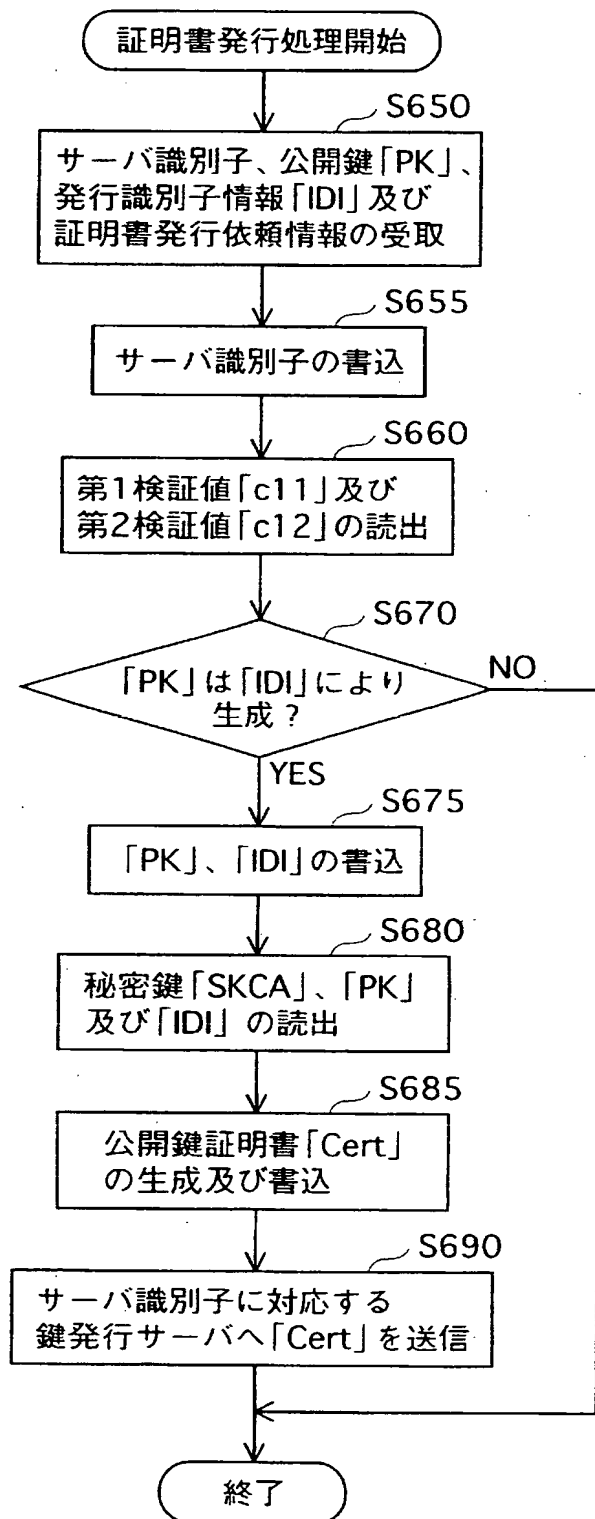 証明書発行処理開始
S650
サーバ識別子、公開鍵「PK」、
発行識別子情報「IDI」及び
証明書発行依頼情報の受取
S655
サーバ識別子の書込
S660
第1検証値「c11」及び
第2検証値「c12」の読出
S670
「PK」は「IDI」により
生成？
NO
YES
S675
「PK」、「IDI」の書込
S680
秘密鍵「SKCA」、「PK」
及び「IDI」の読出
S685
公開鍵証明書「Cert」
の生成及び書込
S690
サーバ識別子に対応する
鍵発行サーバへ「Cert」を送信
終了